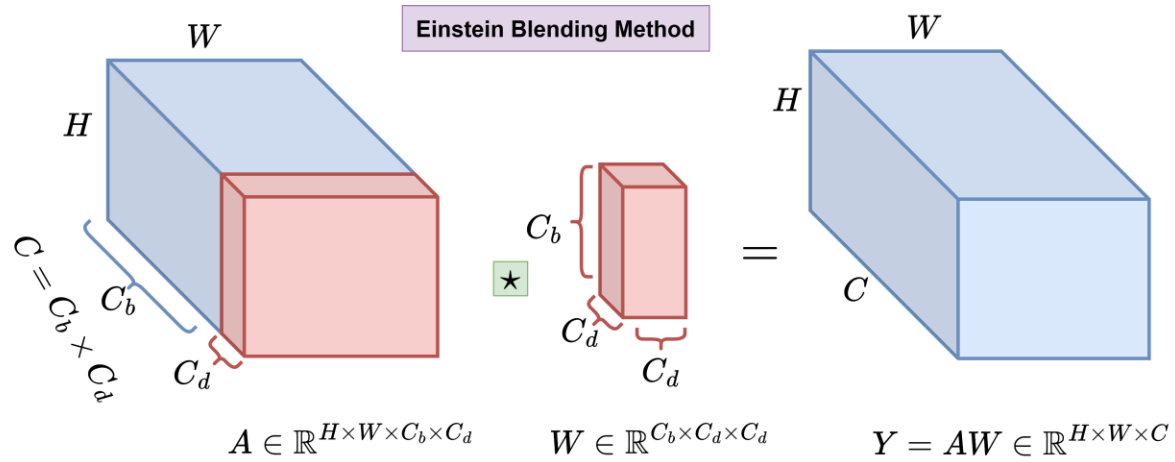 Einstein Blending Method
W
H
C = C_b × C_d
C_b
C_d
⋆
C_b
C_d
C_d
=
W
H
C
A ∈ ℝ^{H×W×C_b×C_d}
W ∈ ℝ^{C_b×C_d×C_d}
Y = AW ∈ ℝ^{H×W×C}